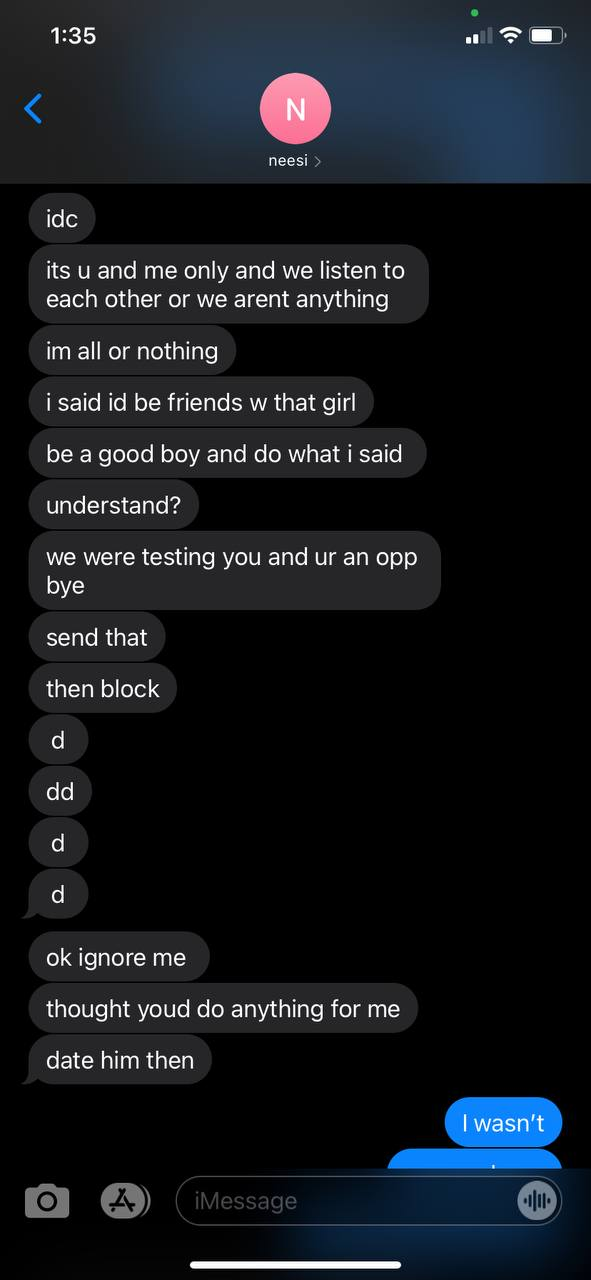 1:35
N
neesi
idc
its u and me only and we listen to
each other or we arent anything
im all or nothing
i said id be friends w that girl
be a good boy and do what i said
understand?
we were testing you and ur an opp
bye
send that
then block
d
dd
d
d
ok ignore me
thought youd do anything for me
date him then
I wasn’t
iMessage